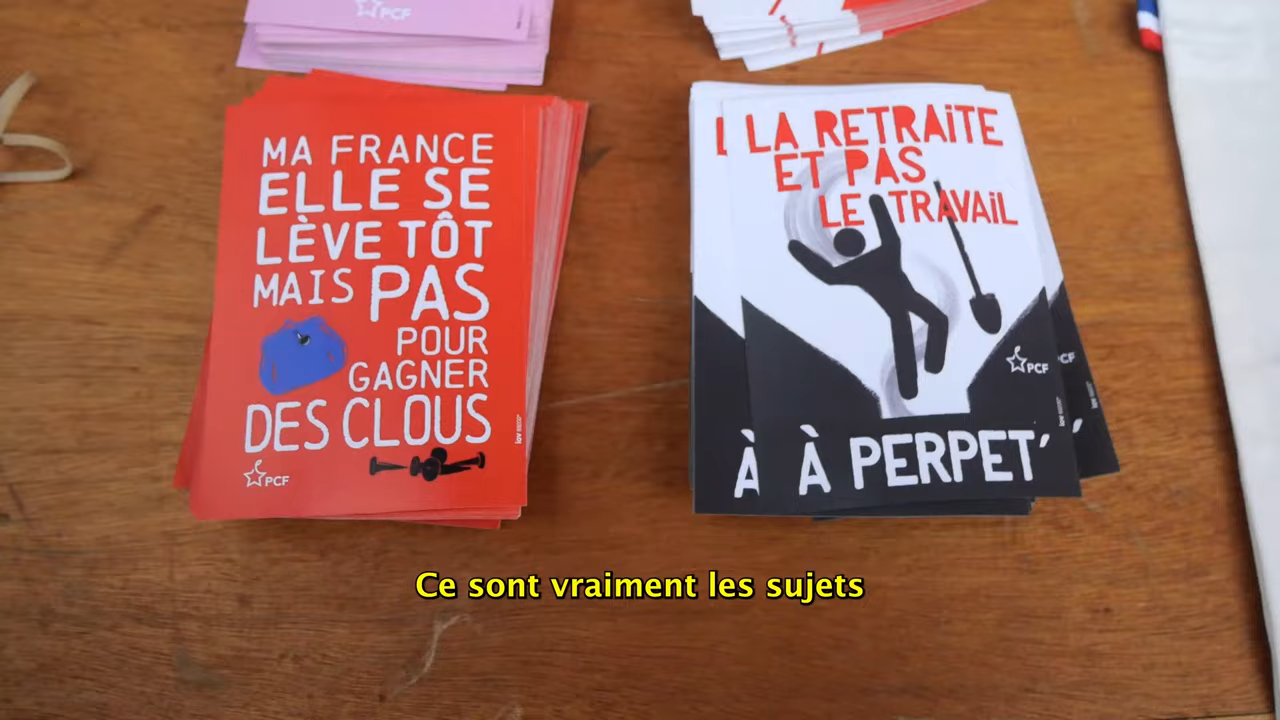 PCF
MA FRANCE
ELLE SE
LÈVE TÔT
MAIS PAS
POUR
GAGNER
DES CLOUS
PCF
LA RETRAITE
ET PAS
LE TRAVAIL
PCF
CF
À À PERPET'
Ce sont vraiment les sujets